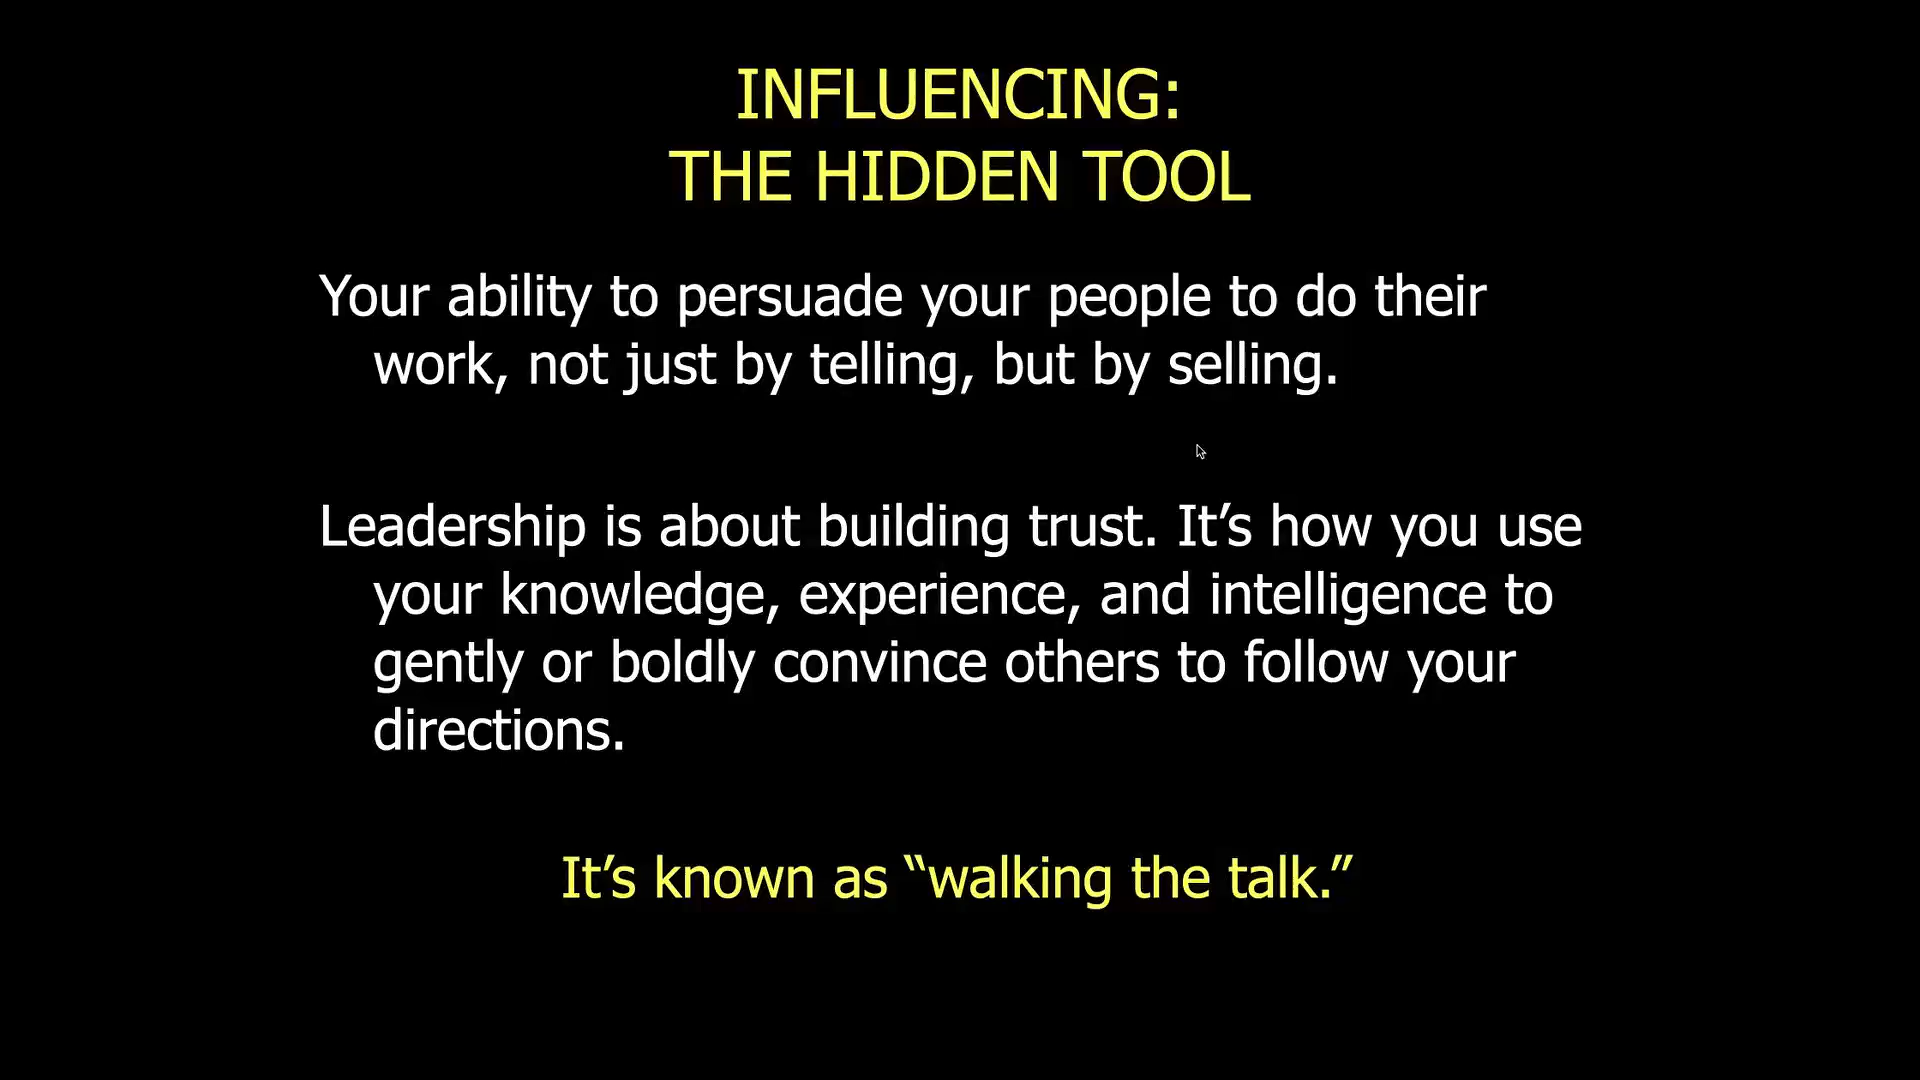 INFLUENCING:
THE HIDDEN TOOL
Your ability to persuade your people to do their
work, not just by telling, but by selling.
Leadership is about building trust. It’s how you use
your knowledge, experience, and intelligence to
gently or boldly convince others to follow your
directions.
It’s known as “walking the talk.”